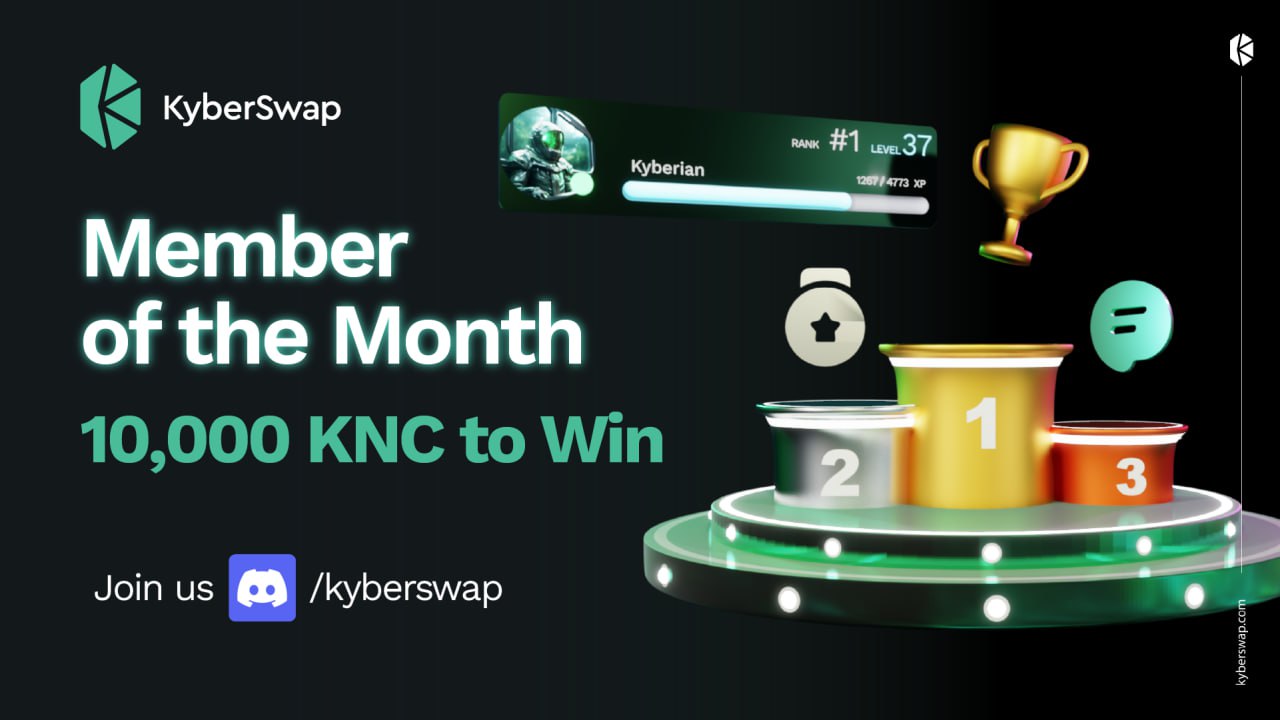 KyberSwap
RANK #1 LEVEL 37
Kyberian
1267 / 4773 XP
Member
of the Month
10,000 KNC to Win
1
2
3
Join us /kyberswap
kyberswap.com